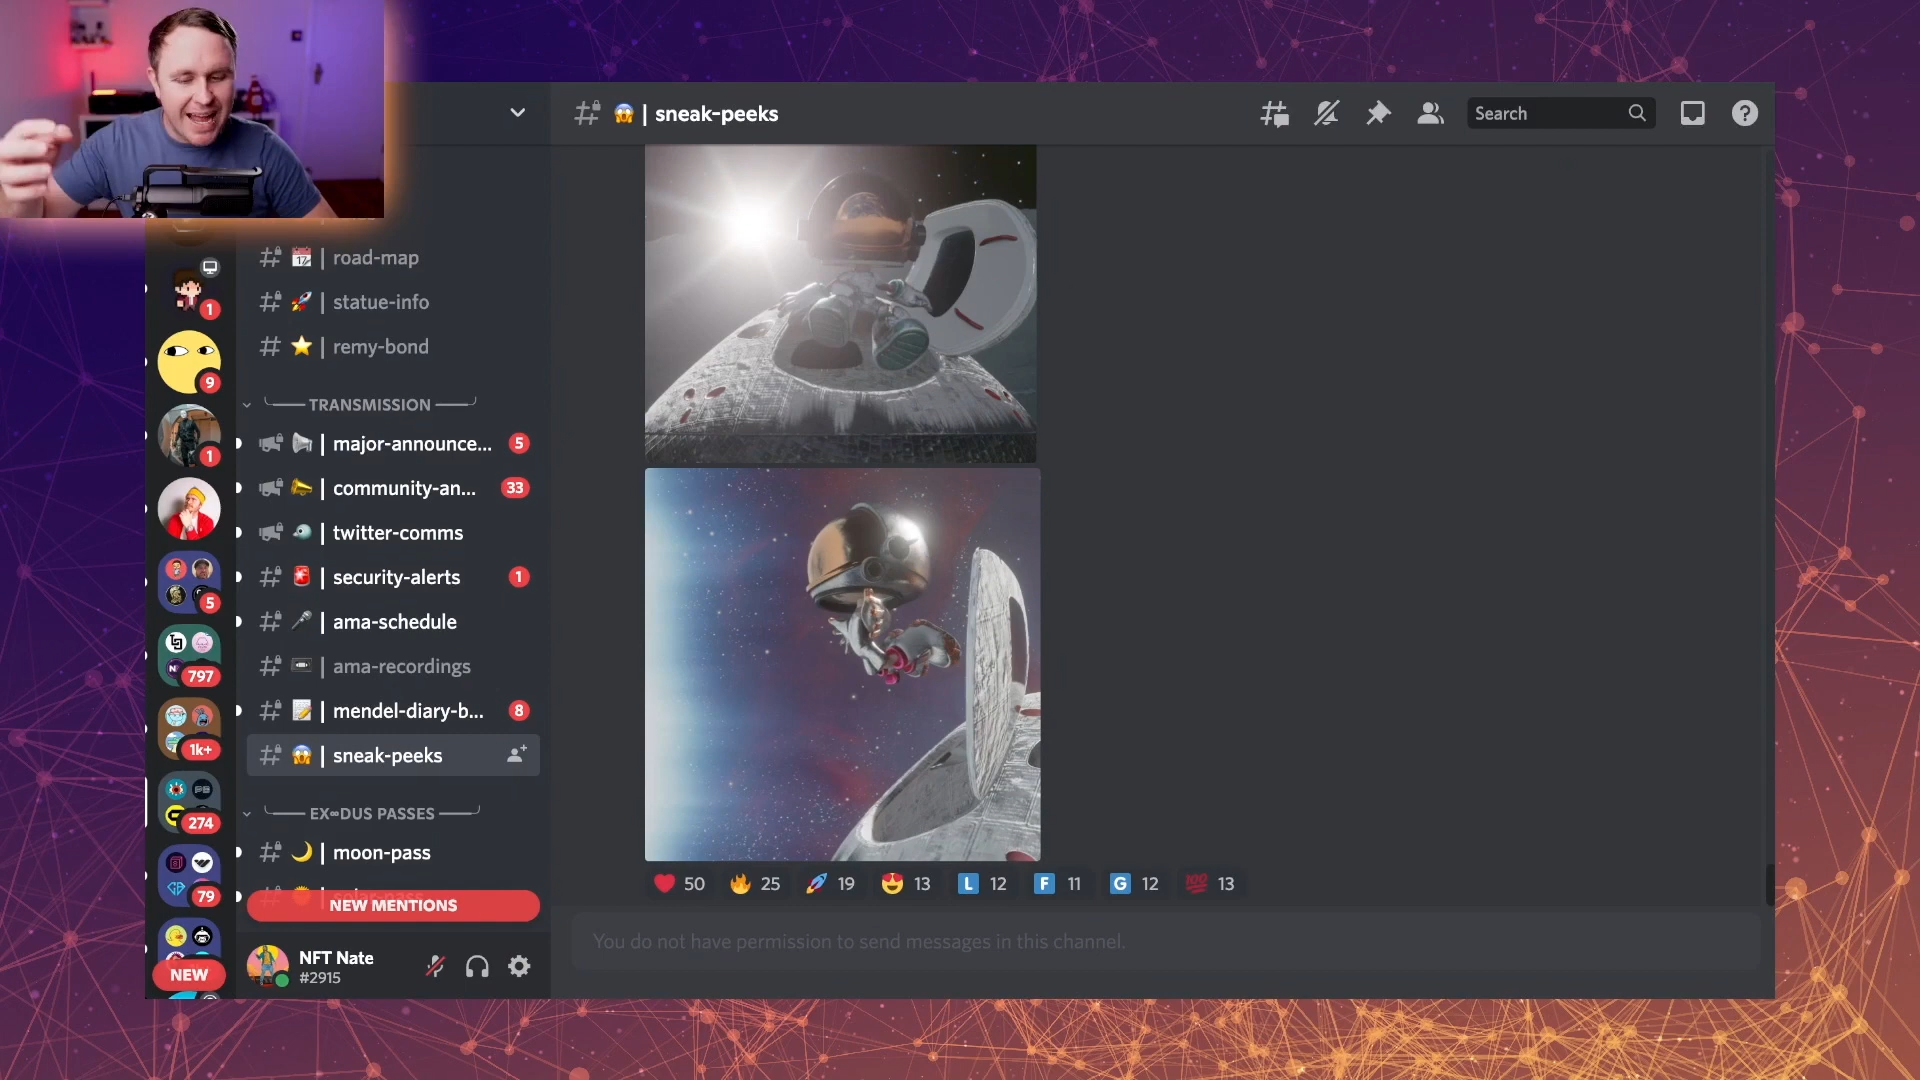 | sneak-peeks
Search
| road-map
| statue-info
| remy-bond
TRANSMISSION
| major-announce... 5
| community-an... 33
| twitter-comms
| security-alerts 1
| ama-schedule
| ama-recordings
| mendel-diary-b... 8
| sneak-peeks
EX∞DUS PASSES
| moon-pass
NEW MENTIONS
NFT Nate
#2915
1
9
1
5
797
1k+
274
79
NEW
50 25 19 13 L 12 F 11 G 12 100 13
You do not have permission to send messages in this channel.